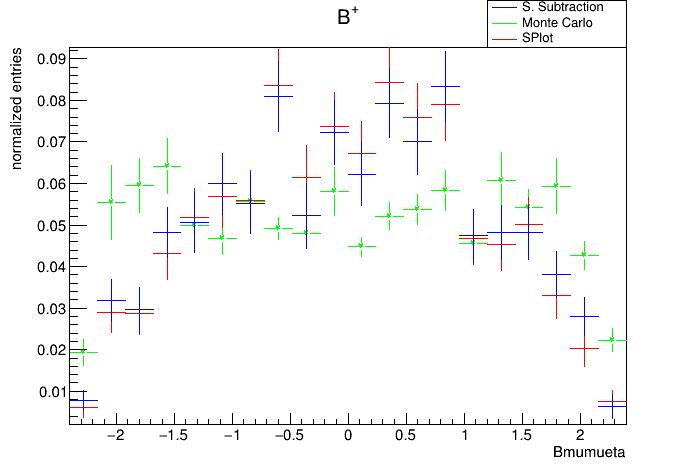 B+
S. Subtraction
Monte Carlo
SPlot
normalized entries
0.09
0.08
0.07
0.06
0.05
0.04
0.03
0.02
0.01
−2 −1.5 −1 −0.5 0 0.5 1 1.5 2
Bmumueta